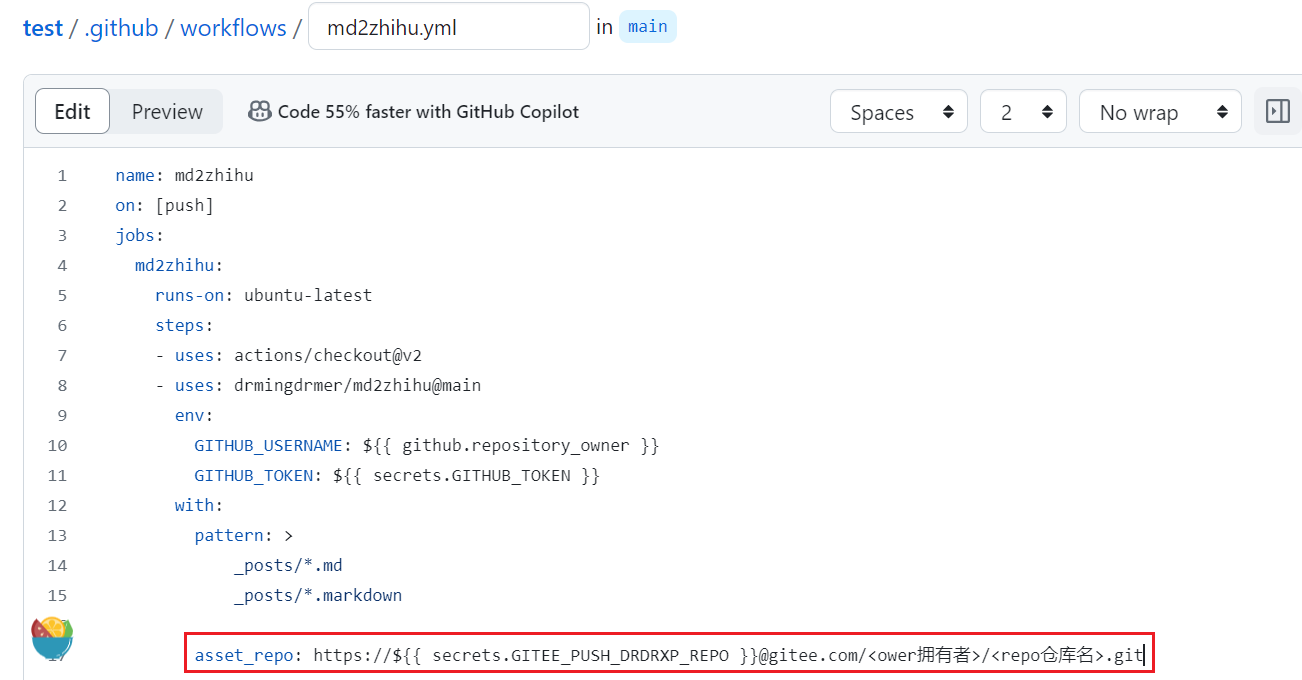 test / .github / workflows / md2zhihu.yml in main
Edit Preview Code 55% faster with GitHub Copilot Spaces 2 No wrap
1 name: md2zhihu
2 on: [push]
3 jobs:
4 md2zhihu:
5 runs-on: ubuntu-latest
6 steps:
7 - uses: actions/checkout@v2
8 - uses: drmingdrmer/md2zhihu@main
9 env:
10 GITHUB_USERNAME: ${{ github.repository_owner }}
11 GITHUB_TOKEN: ${{ secrets.GITHUB_TOKEN }}
12 with:
13 pattern: >
14 _posts/*.md
15 _posts/*.markdown
asset_repo: https://${{ secrets.GITEE_PUSH_DRDRXP_REPO }}@gitee.com/<ower拥有者>/<repo仓库名>.git